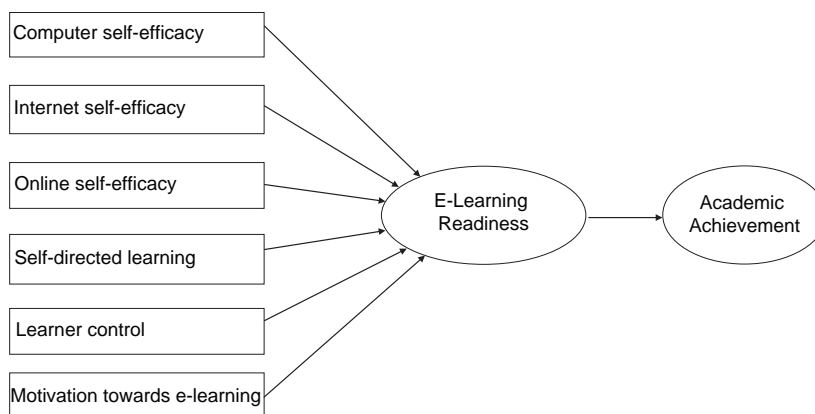 Computer self-efficacy
Internet self-efficacy
Online self-efficacy
Self-directed learning
Learner control
Motivation towards e-learning
E-Learning
Readiness
Academic
Achievement